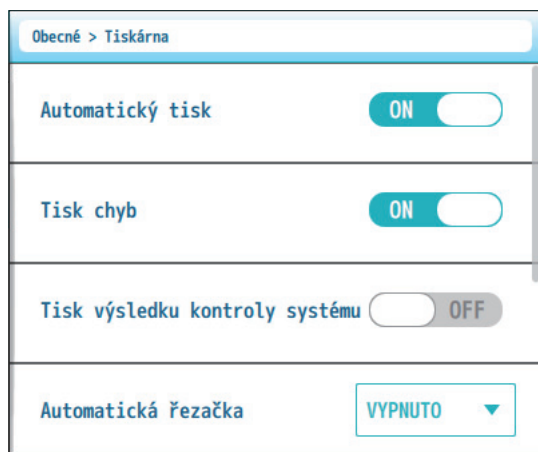 Obecné > Tiskárna
Automatický tisk ON
Tisk chyb ON
Tisk výsledku kontroly systému OFF
Automatická řezačka VYPNUTO